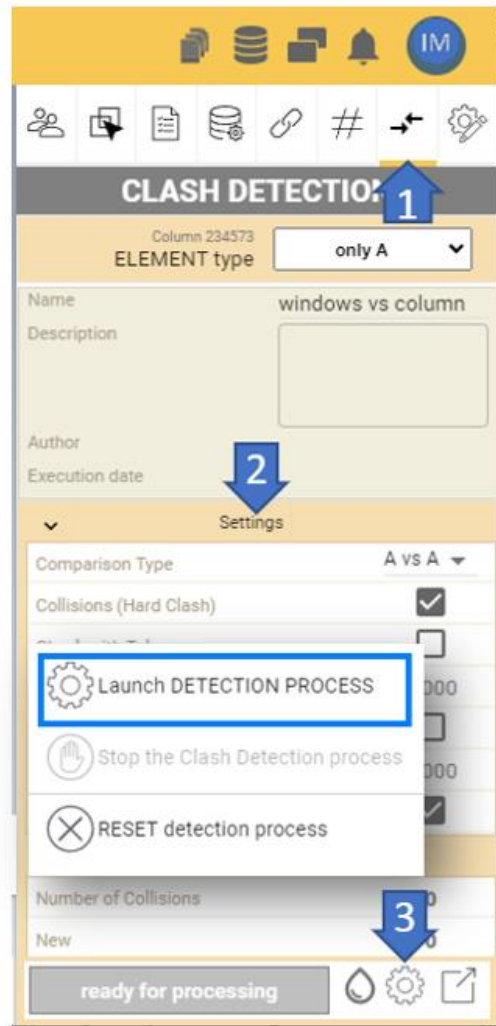 IM
CLASH DETECTION
1
Column 234573
ELEMENT type
only A
Name
windows vs column
Description
Author
Execution date
2
Settings
Comparison Type
A vs A
Collisions (Hard Clash)
000
Launch DETECTION PROCESS
Stop the Clash Detection process
000
RESET detection process
Number of Collisions
3
New
ready for processing